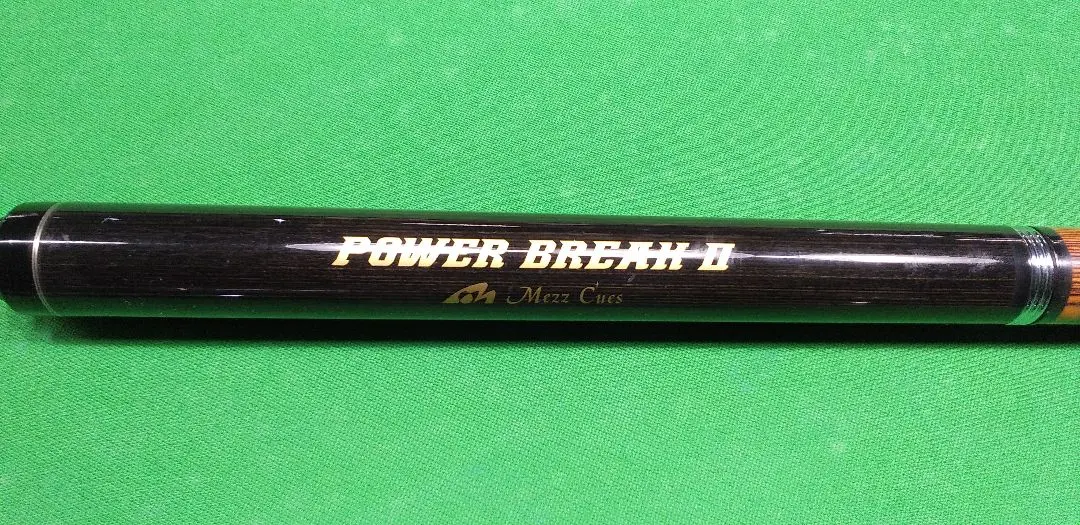 POWER BREAK II
Mezz Cues